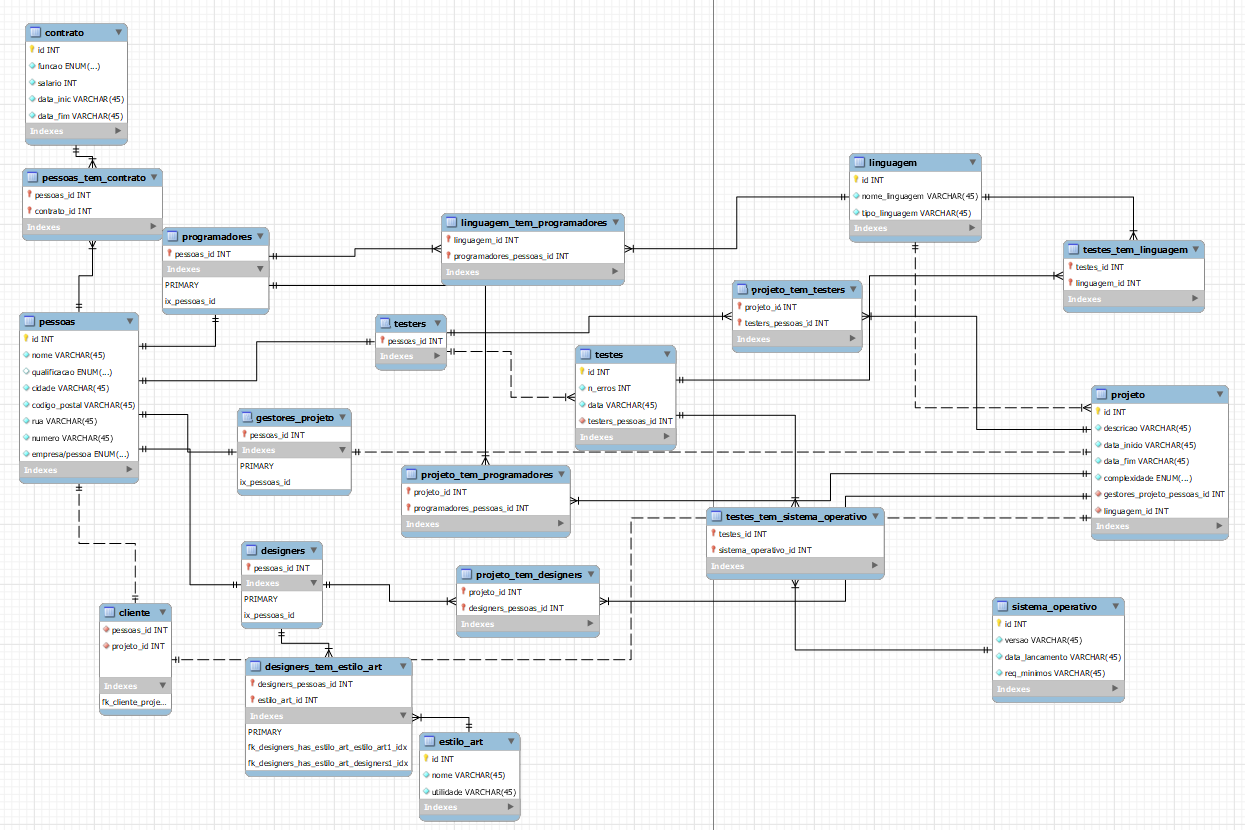 contrato
id INT
funcao ENUM(...)
salario INT
data_inic VARCHAR(45)
data_fim VARCHAR(45)
Indexes
pessoas_tem_contrato
pessoas_id INT
contrato_id INT
Indexes
programadores
pessoas_id INT
Indexes
PRIMARY
ix_pessoas_id
linguagem_tem_programadores
linguagem_id INT
programadores_pessoas_id INT
Indexes
linguagem
id INT
nome_linguagem VARCHAR(45)
tipo_linguagem VARCHAR(45)
Indexes
testes_tem_linguagem
testes_id INT
linguagem_id INT
Indexes
projeto_tem_testers
projeto_id INT
testers_pessoas_id INT
Indexes
pessoas
id INT
nome VARCHAR(45)
qualificacao ENUM(...)
cidade VARCHAR(45)
codigo_postal VARCHAR(45)
rua VARCHAR(45)
numero VARCHAR(45)
empresa/pessoa ENUM(...)
Indexes
testers
pessoas_id INT
Indexes
testes
id INT
n_erros INT
data VARCHAR(45)
testers_pessoas_id INT
Indexes
projeto
id INT
descricao VARCHAR(45)
data_inicio VARCHAR(45)
data_fim VARCHAR(45)
complexidade ENUM(...)
gestores_projeto_pessoas_id INT
linguagem_id INT
Indexes
gestores_projeto
pessoas_id INT
Indexes
PRIMARY
ix_pessoas_id
projeto_tem_programadores
projeto_id INT
programadores_pessoas_id INT
Indexes
testes_tem_sistema_operativo
testes_id INT
sistema_operativo_id INT
Indexes
designers
pessoas_id INT
Indexes
PRIMARY
ix_pessoas_id
projeto_tem_designers
projeto_id INT
designers_pessoas_id INT
Indexes
sistema_operativo
id INT
versao VARCHAR(45)
data_lancamento VARCHAR(45)
req_minimos VARCHAR(45)
Indexes
cliente
pessoas_id INT
projeto_id INT
Indexes
fk_cliente_proje...
designers_tem_estilo_art
designers_pessoas_id INT
estilo_art_id INT
Indexes
PRIMARY
fk_designers_has_estilo_art_estilo_art1_idx
fk_designers_has_estilo_art_designers1_idx
estilo_art
id INT
nome VARCHAR(45)
utilidade VARCHAR(45)
Indexes